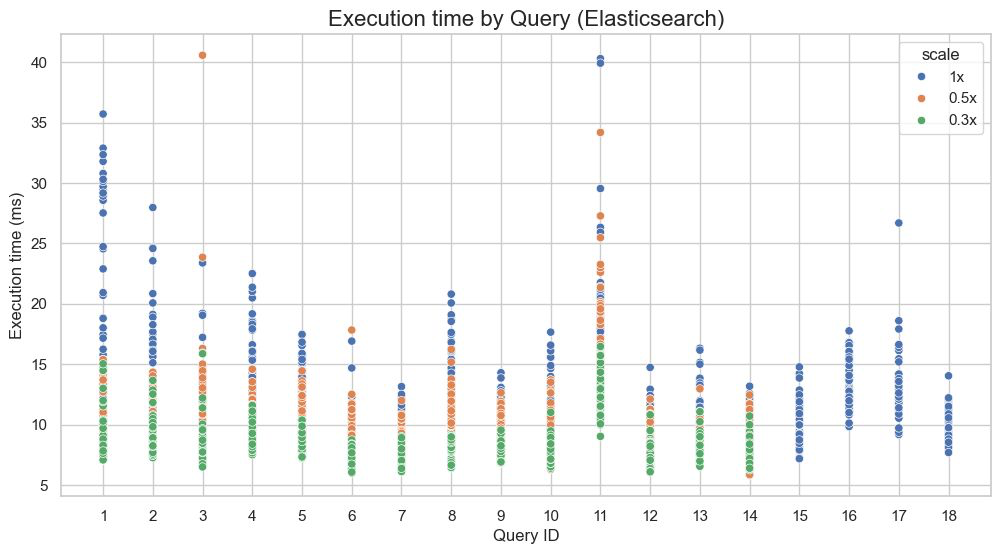 Execution time by Query (Elasticsearch)
Execution time (ms)
40
35
30
25
20
15
10
5
scale
1x
0.5x
0.3x
1 2 3 4 5 6 7 8 9 10 11 12 13 14 15 16 17 18
Query ID